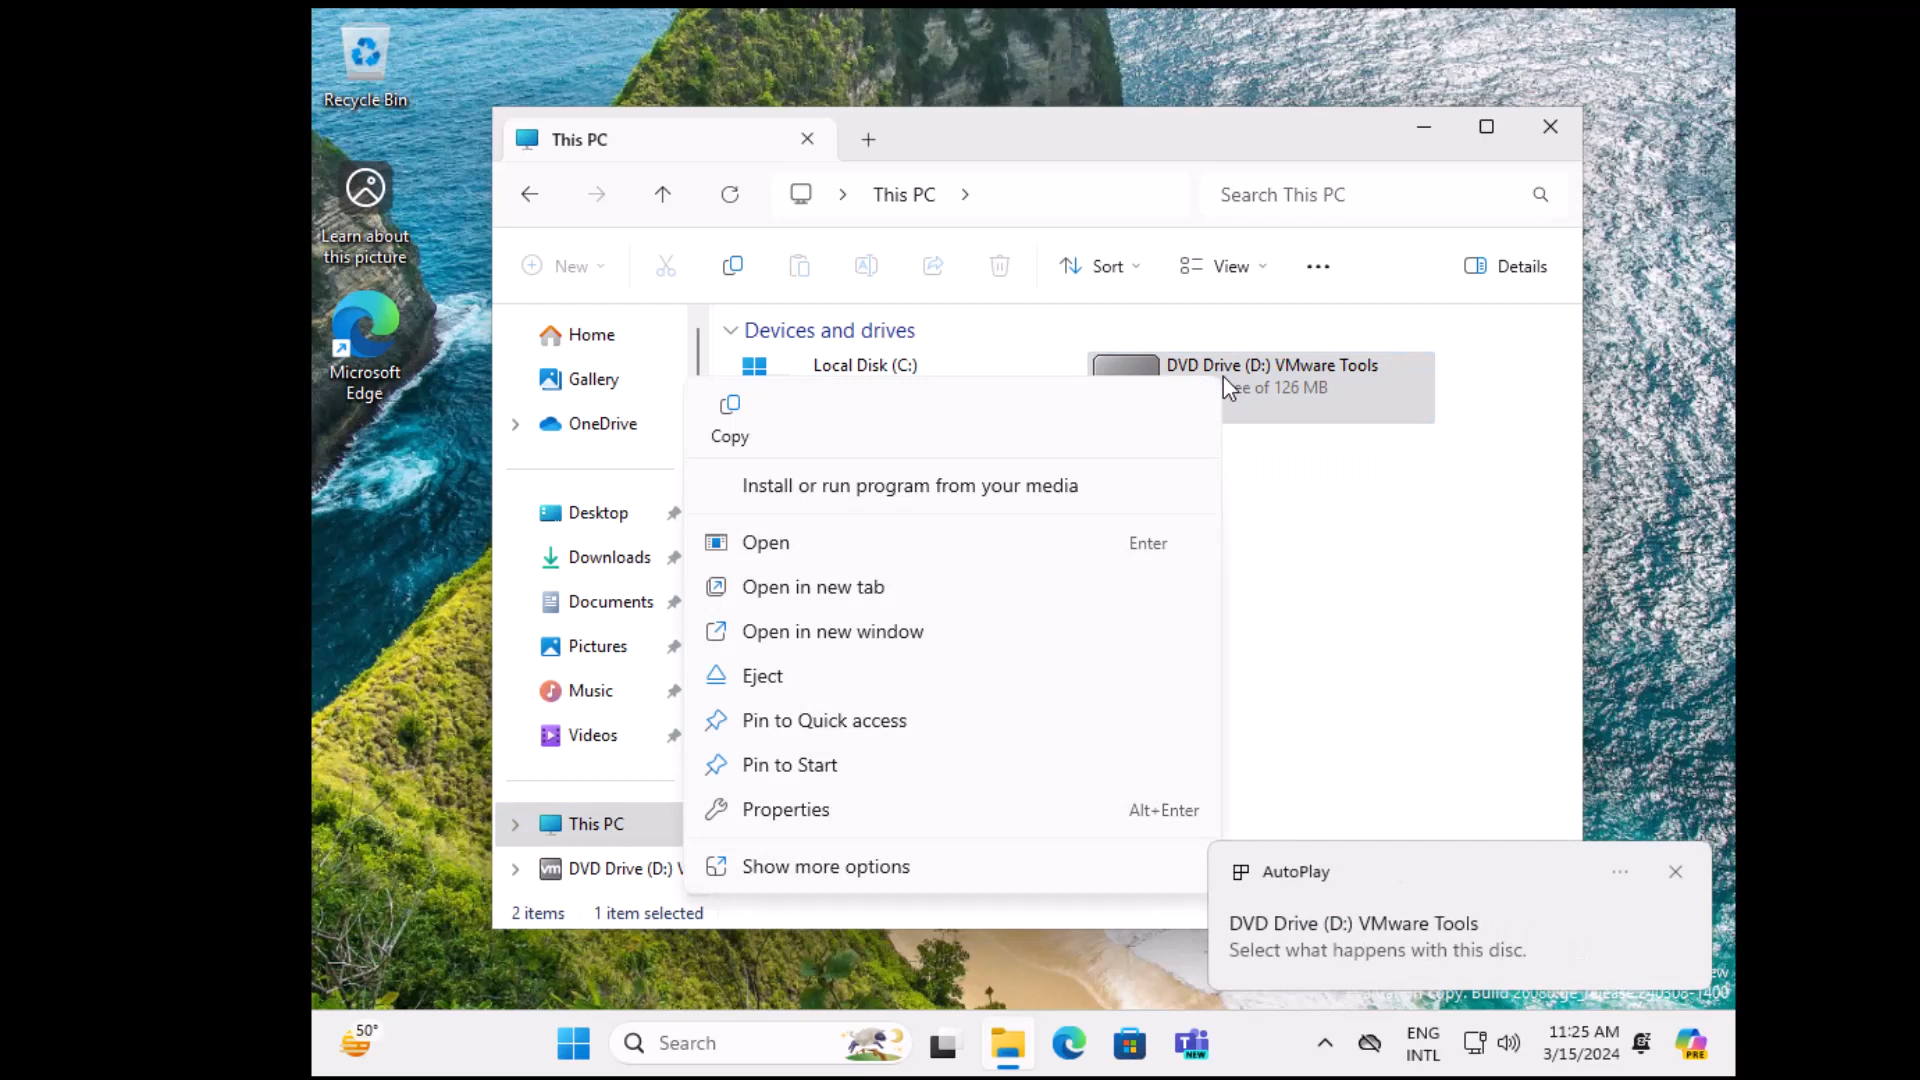 Recycle Bin
Learn about
this picture
Microsoft
Edge
This PC
This PC
Search This PC
New
Sort
View
Details
Home
Gallery
OneDrive
Desktop
Downloads
Documents
Pictures
Music
Videos
This PC
DVD Drive (D:) V
2 items
1 item selected
Devices and drives
Local Disk (C:)
DVD Drive (D:) VMware Tools
of 126 MB
Copy
Install or run program from your media
Open Enter
Open in new tab
Open in new window
Eject
Pin to Quick access
Pin to Start
Properties Alt+Enter
Show more options
AutoPlay
DVD Drive (D:) VMware Tools
Select what happens with this disc.
50°
Search
NEW
ENG
INTL
11:25 AM
3/15/2024
PRE